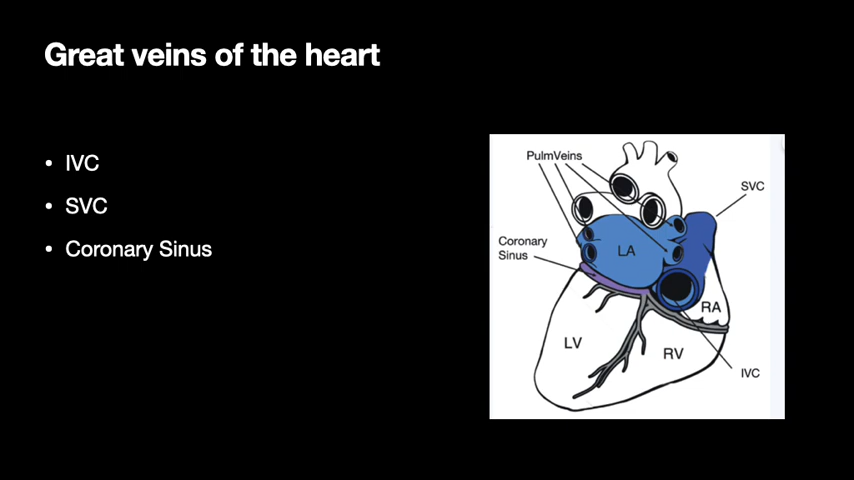 Great veins of the heart
• IVC
• SVC
• Coronary Sinus
PulmVeins
SVC
Coronary
Sinus
LA
RA
LV
RV
IVC